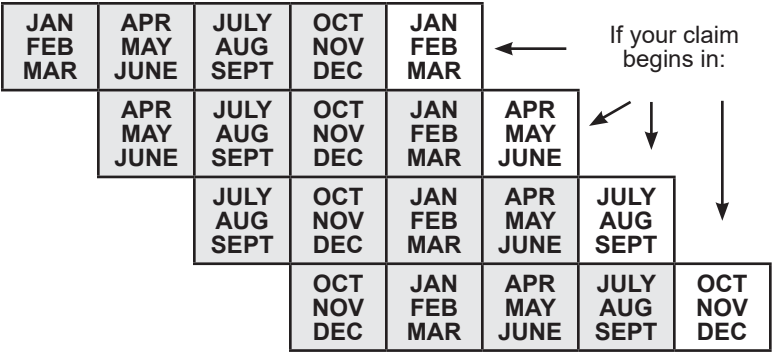 JAN APR JULY OCT JAN
FEB MAY AUG NOV FEB
MAR JUNE SEPT DEC MAR
If your claim
begins in:
APR JULY OCT JAN APR
MAY AUG NOV FEB MAY
JUNE SEPT DEC MAR JUNE
JULY OCT JAN APR JULY
AUG NOV FEB MAY AUG
SEPT DEC MAR JUNE SEPT
OCT JAN APR JULY OCT
NOV FEB MAY AUG NOV
DEC MAR JUNE SEPT DEC